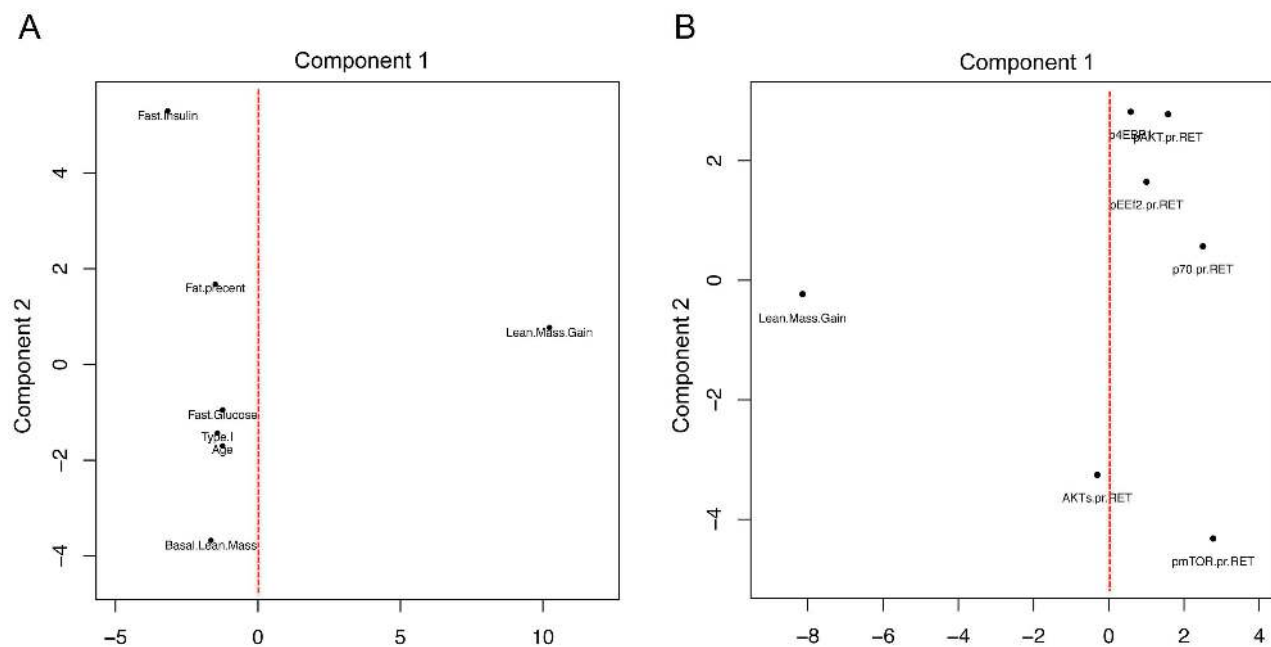 A
Component 1
Component 2
4
2
0
−2
−4
−5
0
5
10
Fast.Insulin
Fat.precent
Lean.Mass.Gain
Fast.Glucose
Type.I
Age
Basal.Lean.Mass
B
Component 1
Component 2
2
0
−2
−4
−8
−6
−4
−2
0
2
4
pAKT.pr.RET
pEEf2.pr.RET
p70.pr.RET
Lean.Mass.Gain
AKTs.pr.RET
pmTOR.pr.RET